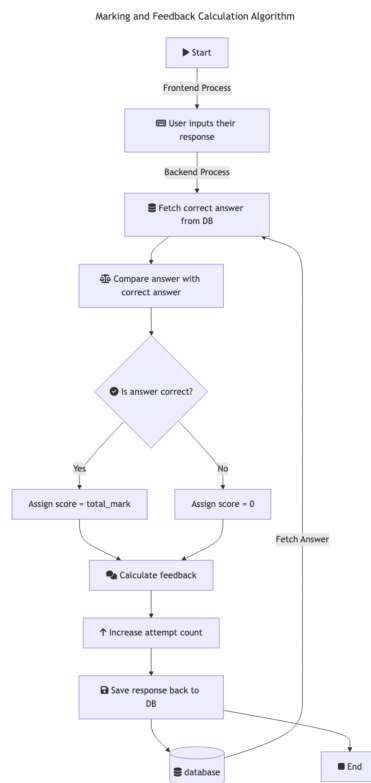 Marking and Feedback Calculation Algorithm
Start
Frontend Process
User inputs their
response
Backend Process
Fetch correct answer
from DB
Compare answer with
correct answer
Is answer correct?
Yes
No
Assign score = total_mark
Assign score = 0
Fetch Answer
Calculate feedback
Increase attempt count
Save response back to
DB
database
End